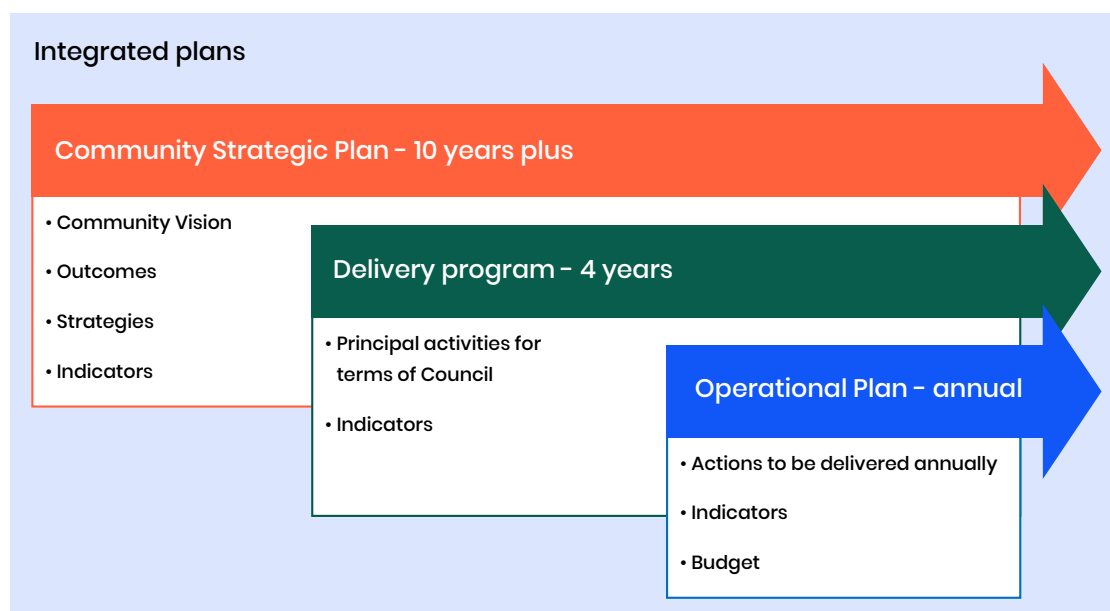 Integrated plans
Community Strategic Plan - 10 years plus
• Community Vision
• Outcomes
• Strategies
• Indicators
Delivery program - 4 years
• Principal activities for
terms of Council
• Indicators
Operational Plan - annual
• Actions to be delivered annually
• Indicators
• Budget